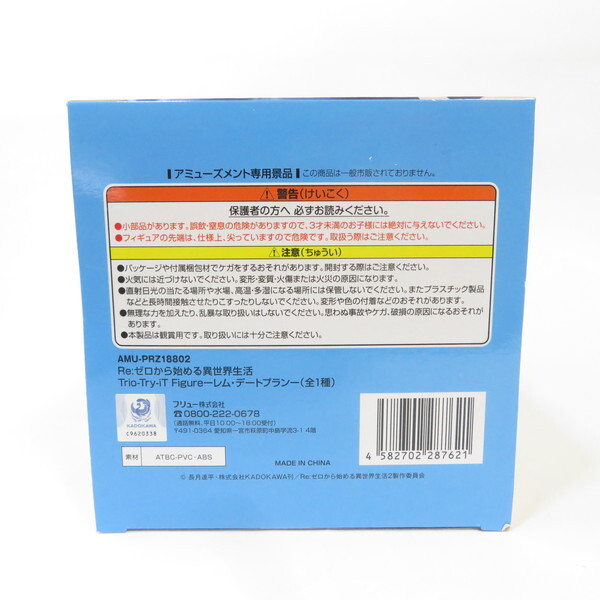 アミューズメント専用景品 この商品は一般市販されておりません。
警告(けいこく)
保護者の方へ 必ずお読みください。
●小部品があります。誤飲・窒息の危険がありますので、3才未満のお子様には絶対に与えないでください。
●フィギュアの先端は、仕様上、尖っていますので危険です。取扱う際はご注意ください。
注意(ちゅうい)
●パッケージや付属梱包材でケガをするおそれがあります。開封する際はご注意ください。
●火気には近づけないでください。変形・変質・火傷または火災の原因になります。
●直射日光の当たる場所や水場、高温・多湿になる場所には保管しないでください。またプラスチック製品
などと長時間接触させたりこすったりしないでください。変形や色の付着などのおそれがあります。
●無理な力を加えたり、乱暴な取り扱いはしないでください。思わぬ事故やケガ、破損の原因になるおそれ
があります。
●本製品は観賞用です。取り扱いには十分ご注意ください。
AMU-PRZ18802
Re:ゼロから始める異世界生活
Trio-Try-iT Figureーレム・デートプランー(全1種)
フリュー株式会社
☎0800-222-0678
(通話無料、平日10:00~18:00受付)
〒491-0364 愛知県一宮市萩原町中島字流3-1 4階
KADOKAWA
C9620338
素材 ATBC-PVC・ABS
MADE IN CHINA
4 582702 287621
© 長月達平・株式会社KADOKAWA刊／Re:ゼロから始める異世界生活2製作委員会